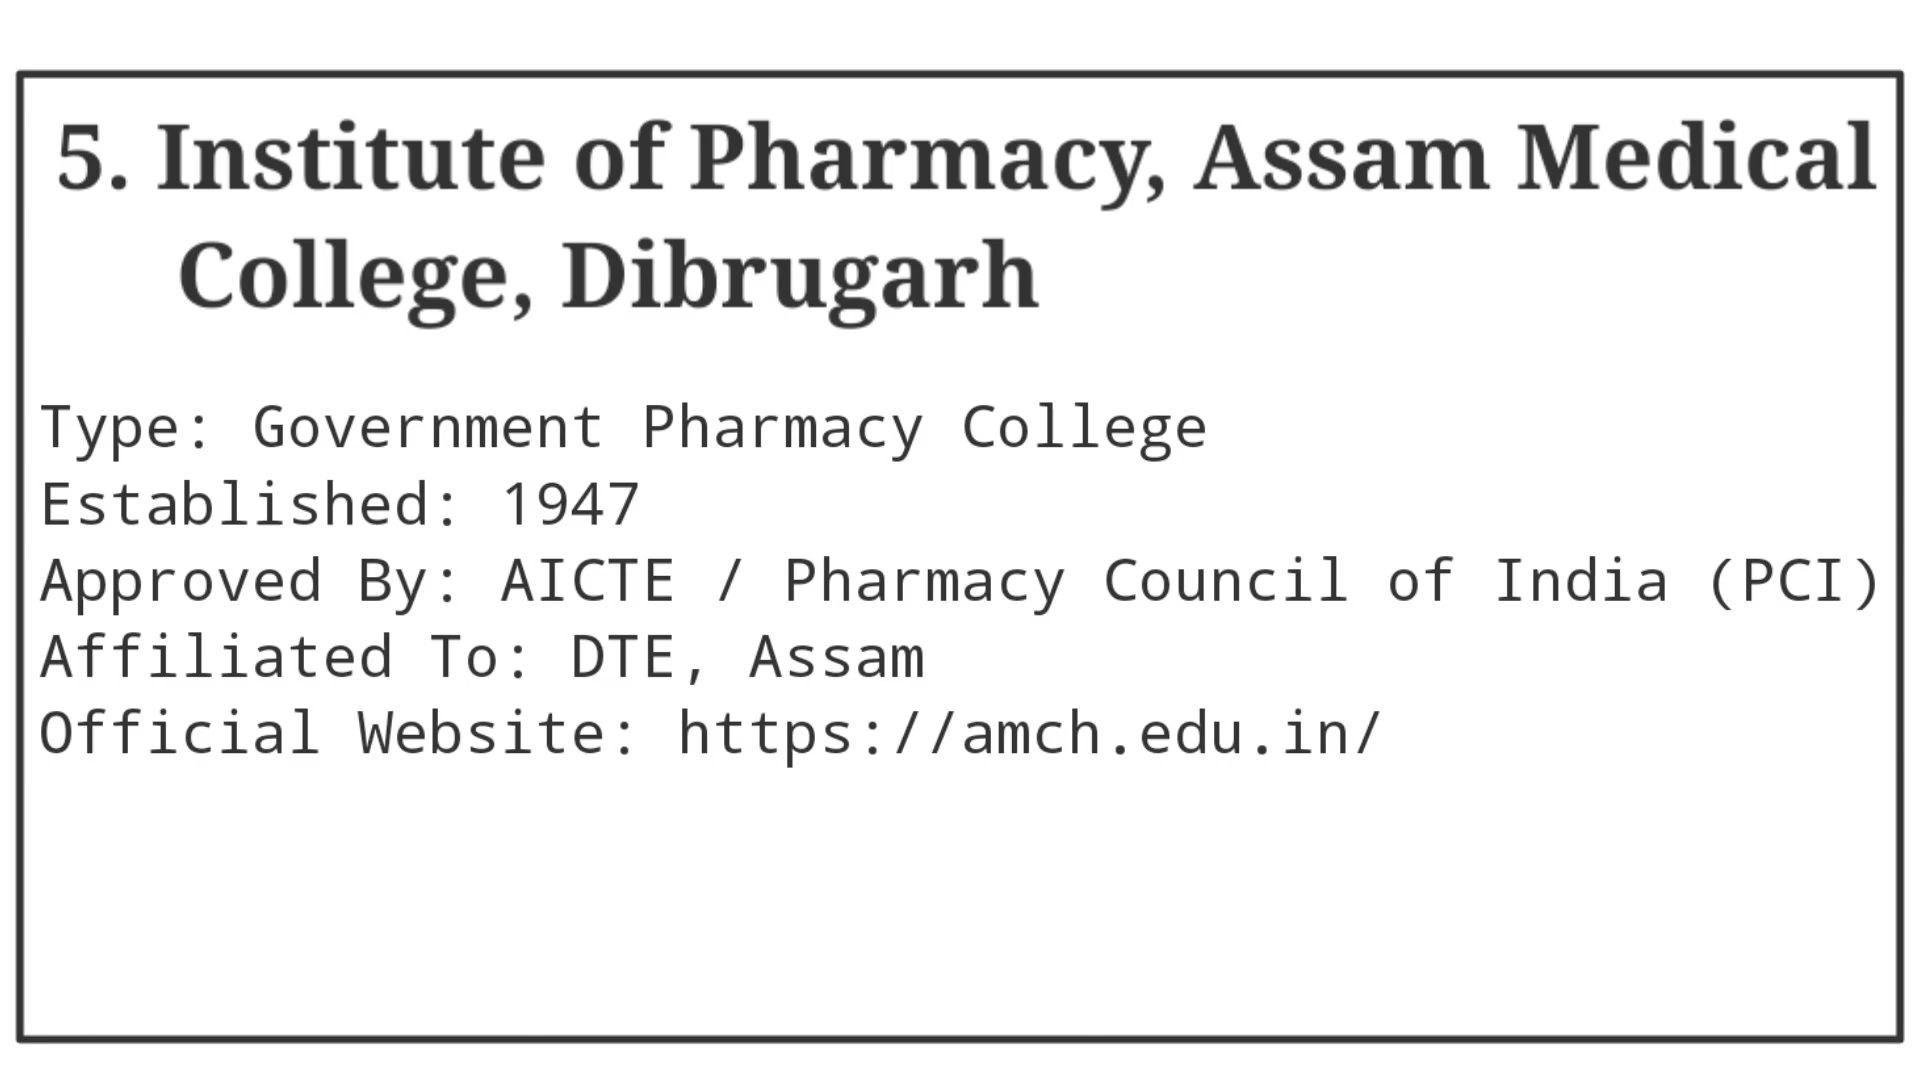 5. Institute of Pharmacy, Assam Medical
College, Dibrugarh
Type: Government Pharmacy College
Established: 1947
Approved By: AICTE / Pharmacy Council of India (PCI)
Affiliated To: DTE, Assam
Official Website: https://amch.edu.in/